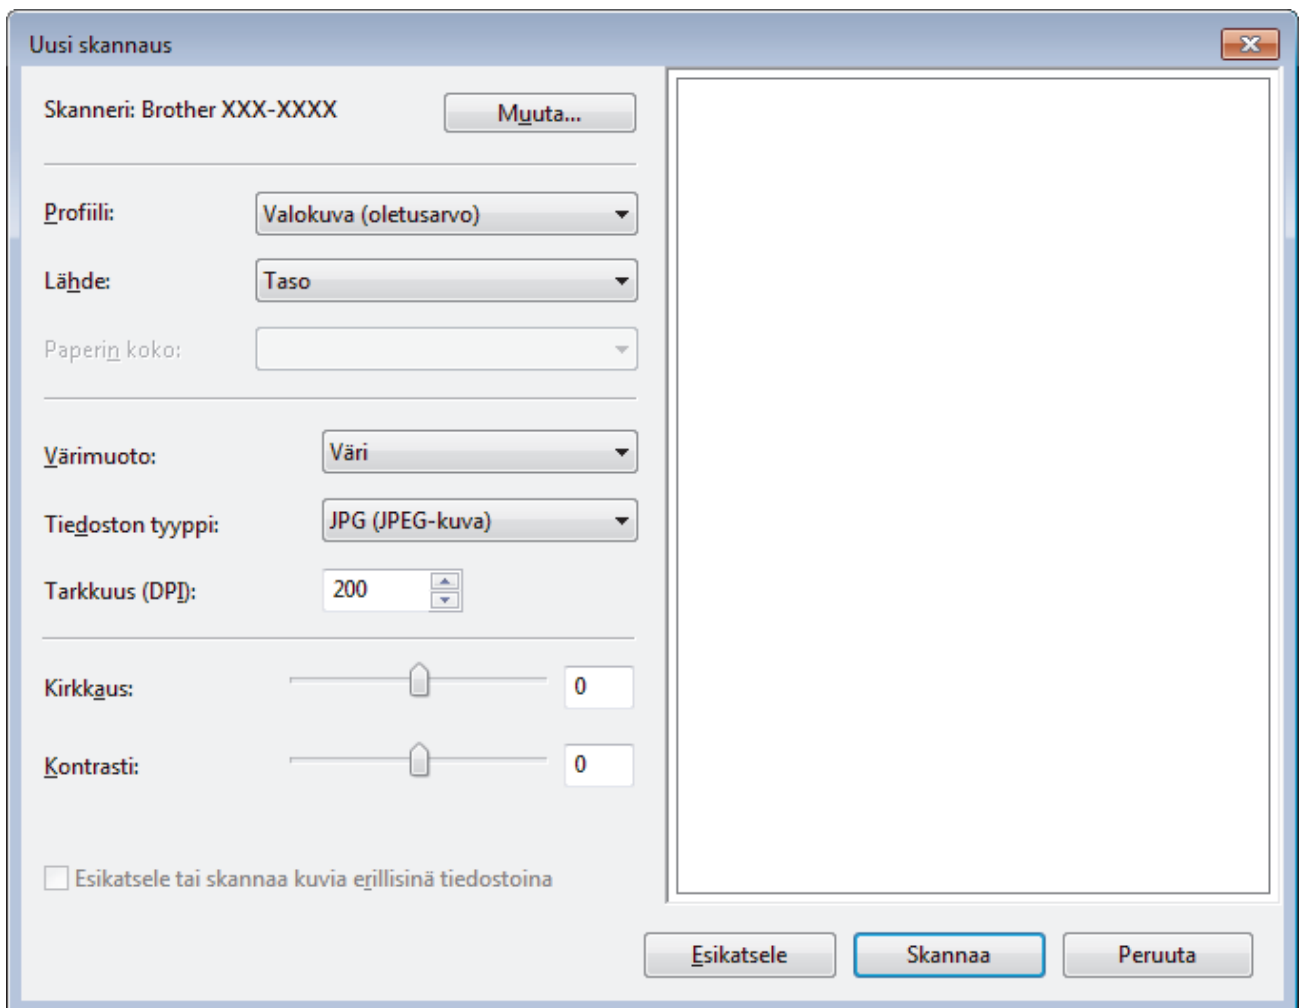 Uusi skannaus
Skanneri: Brother XXX-XXXX
Muuta...
Profiili:
Valokuva (oletusarvo)
Lähde:
Taso
Paperin koko:
Värimuoto:
Väri
Tiedoston tyyppi:
JPG (JPEG-kuva)
Tarkkuus (DPI):
200
Kirkkaus:
0
Kontrasti:
0
Esikatsele tai skannaa kuvia erillisinä tiedostoina
Esikatsele
Skannaa
Peruuta